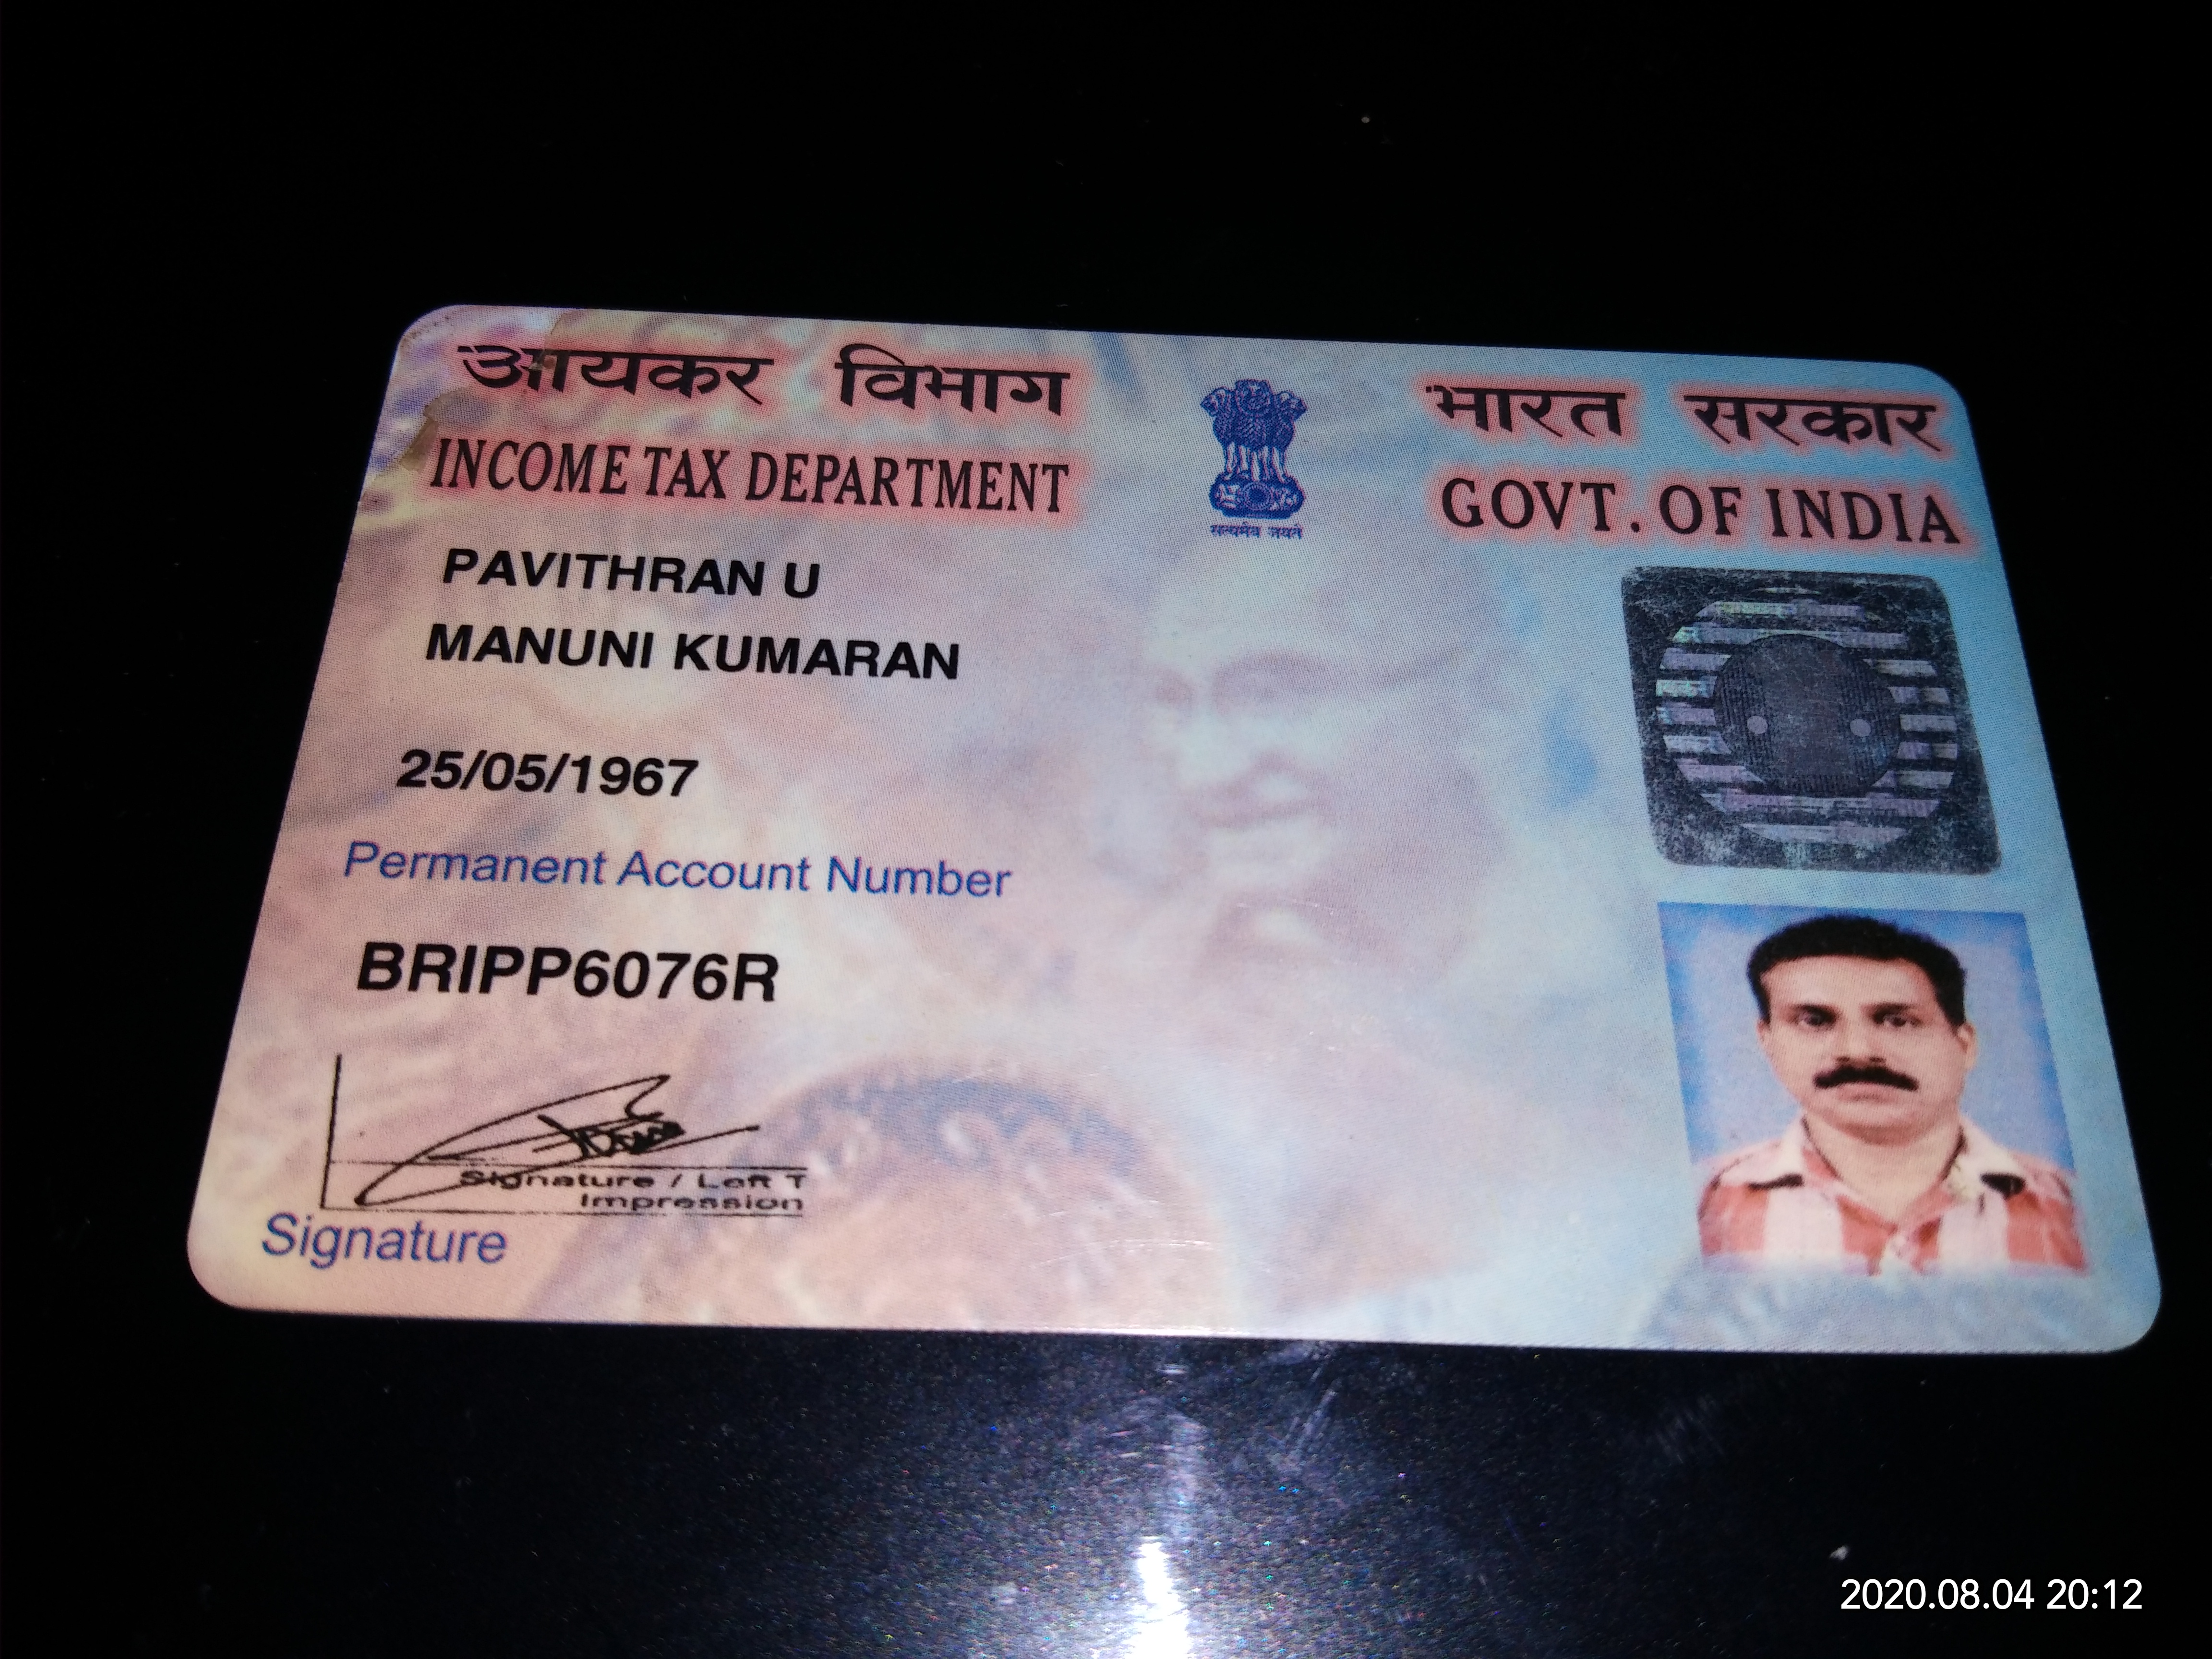 आयकर विभाग
INCOME TAX DEPARTMENT
भारत सरकार
GOVT. OF INDIA
सत्यमेव जयते
PAVITHRAN U
MANUNI KUMARAN
25/05/1967
Permanent Account Number
BRIPP6076R
Signature / Left T
Impression
Signature
2020.08.04 20:12